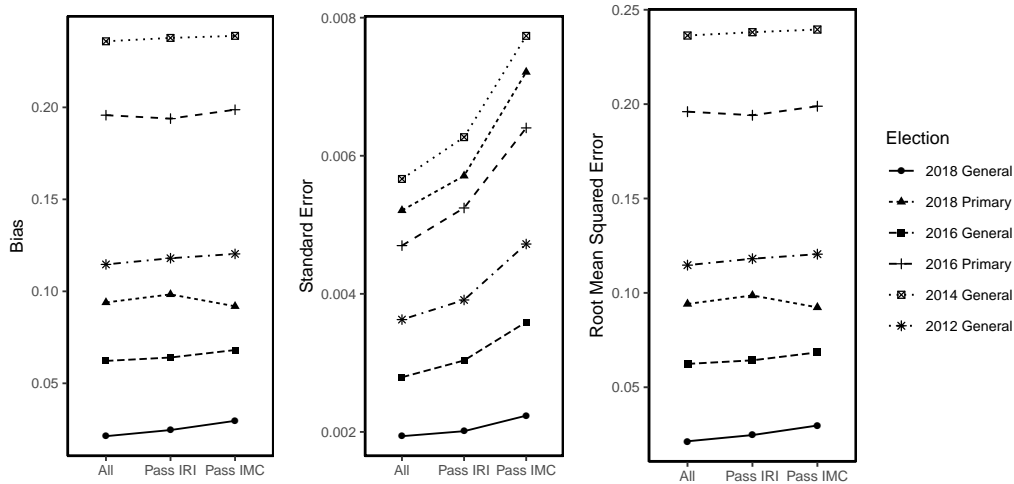 Bias
0.20
0.15
0.10
0.05
All Pass IRI Pass IMC
Standard Error
0.008
0.006
0.004
0.002
All Pass IRI Pass IMC
Root Mean Squared Error
0.25
0.20
0.15
0.10
0.05
All Pass IRI Pass IMC
Election
2018 General
2018 Primary
2016 General
2016 Primary
2014 General
2012 General